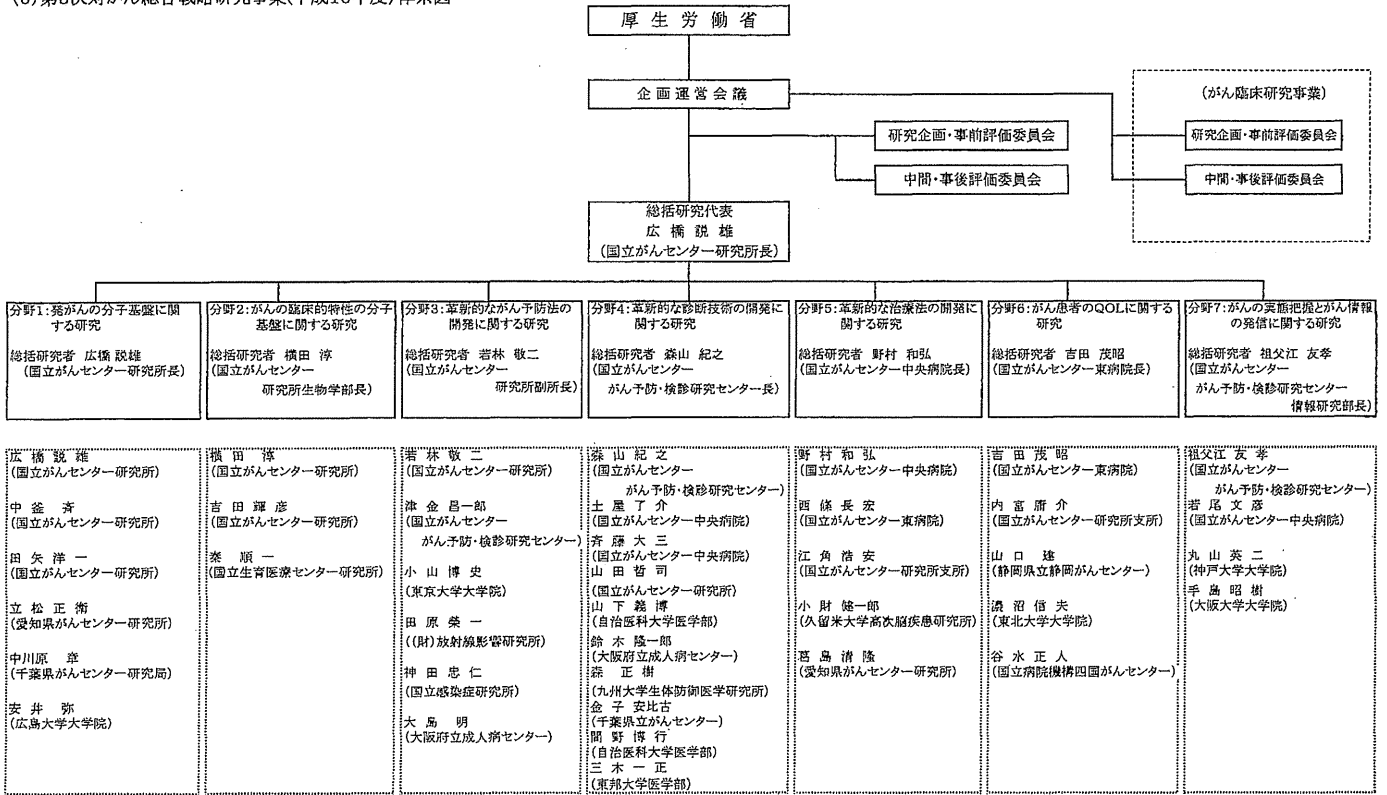 厚生労働省
企画運営会議
(がん臨床研究事業)
研究企画・事前評価委員会
中間・事後評価委員会
研究企画・事前評価委員会
中間・事後評価委員会
総括研究代表
広橋説雄
(国立がんセンター研究所長)
分野1:発がんの分子基盤に関
する研究
総括研究者 広橋説雄
(国立がんセンター研究所長)
分野2:がんの臨床的特性の分子
基盤に関する研究
総括研究者 横田 淳
(国立がんセンター
研究所生物学部長)
分野3:革新的ながん予防法の
開発に関する研究
総括研究者 若林 敬二
(国立がんセンター
研究所副所長)
分野4:革新的な診断技術の開発に
関する研究
総括研究者 森山 紀之
(国立がんセンター
がん予防・検診研究センター長)
分野5:革新的な治療法の開発に
関する研究
総括研究者 野村 和弘
(国立がんセンター中央病院長)
分野6:がん患者のQOLに関する
研究
総括研究者 吉田 茂昭
(国立がんセンター東病院長)
分野7:がんの実態把握とがん情報
の発信に関する研究
総括研究者 祖父江 友孝
(国立がんセンター
がん予防・検診研究センター
情報研究部長)
広橋説雄
(国立がんセンター研究所)
中釜 斉
(国立がんセンター研究所)
田矢洋一
(国立がんセンター研究所)
立松正衛
(愛知県がんセンター研究所)
中川原 章
(千葉県がんセンター研究局)
安井 弥
(広島大学大学院)
横田 淳
(国立がんセンター研究所)
吉田輝彦
(国立がんセンター研究所)
秦 順一
(国立生育医療センター研究所)
若林敬二
(国立がんセンター研究所)
津金昌一郎
(国立がんセンター
がん予防・検診研究センター)
小山博史
(東京大学大学院)
田原榮一
((財)放射線影響研究所)
神田忠仁
(国立感染症研究所)
大島 明
(大阪府立成人病センター)
森山紀之
(国立がんセンター
がん予防・検診研究センター)
土屋了介
(国立がんセンター中央病院)
斉藤大三
(国立がんセンター中央病院)
山田哲司
(国立がんセンター研究所)
山下義博
(自治医科大学医学部)
鈴木隆一郎
(大阪府立成人病センター)
森 正樹
(九州大学生体防御医学研究所)
金子安比古
(千葉県立がんセンター)
間野博行
(自治医科大学医学部)
三木一正
(東邦大学医学部)
野村和弘
(国立がんセンター中央病院)
西條長宏
(国立がんセンター東病院)
江角浩安
(国立がんセンター研究所支所)
小財健一郎
(久留米大学高次脳疾患研究所)
葛島清隆
(愛知県がんセンター研究所)
吉田茂昭
(国立がんセンター東病院)
内富庸介
(国立がんセンター研究所支所)
山口 建
(静岡県立静岡がんセンター)
濃沼信夫
(東北大学大学院)
谷水正人
(国立病院機構四国がんセンター)
祖父江友孝
(国立がんセンター
がん予防・検診研究センター)
若尾文彦
(国立がんセンター中央病院)
丸山英二
(神戸大学大学院)
手島昭樹
(大阪大学大学院)